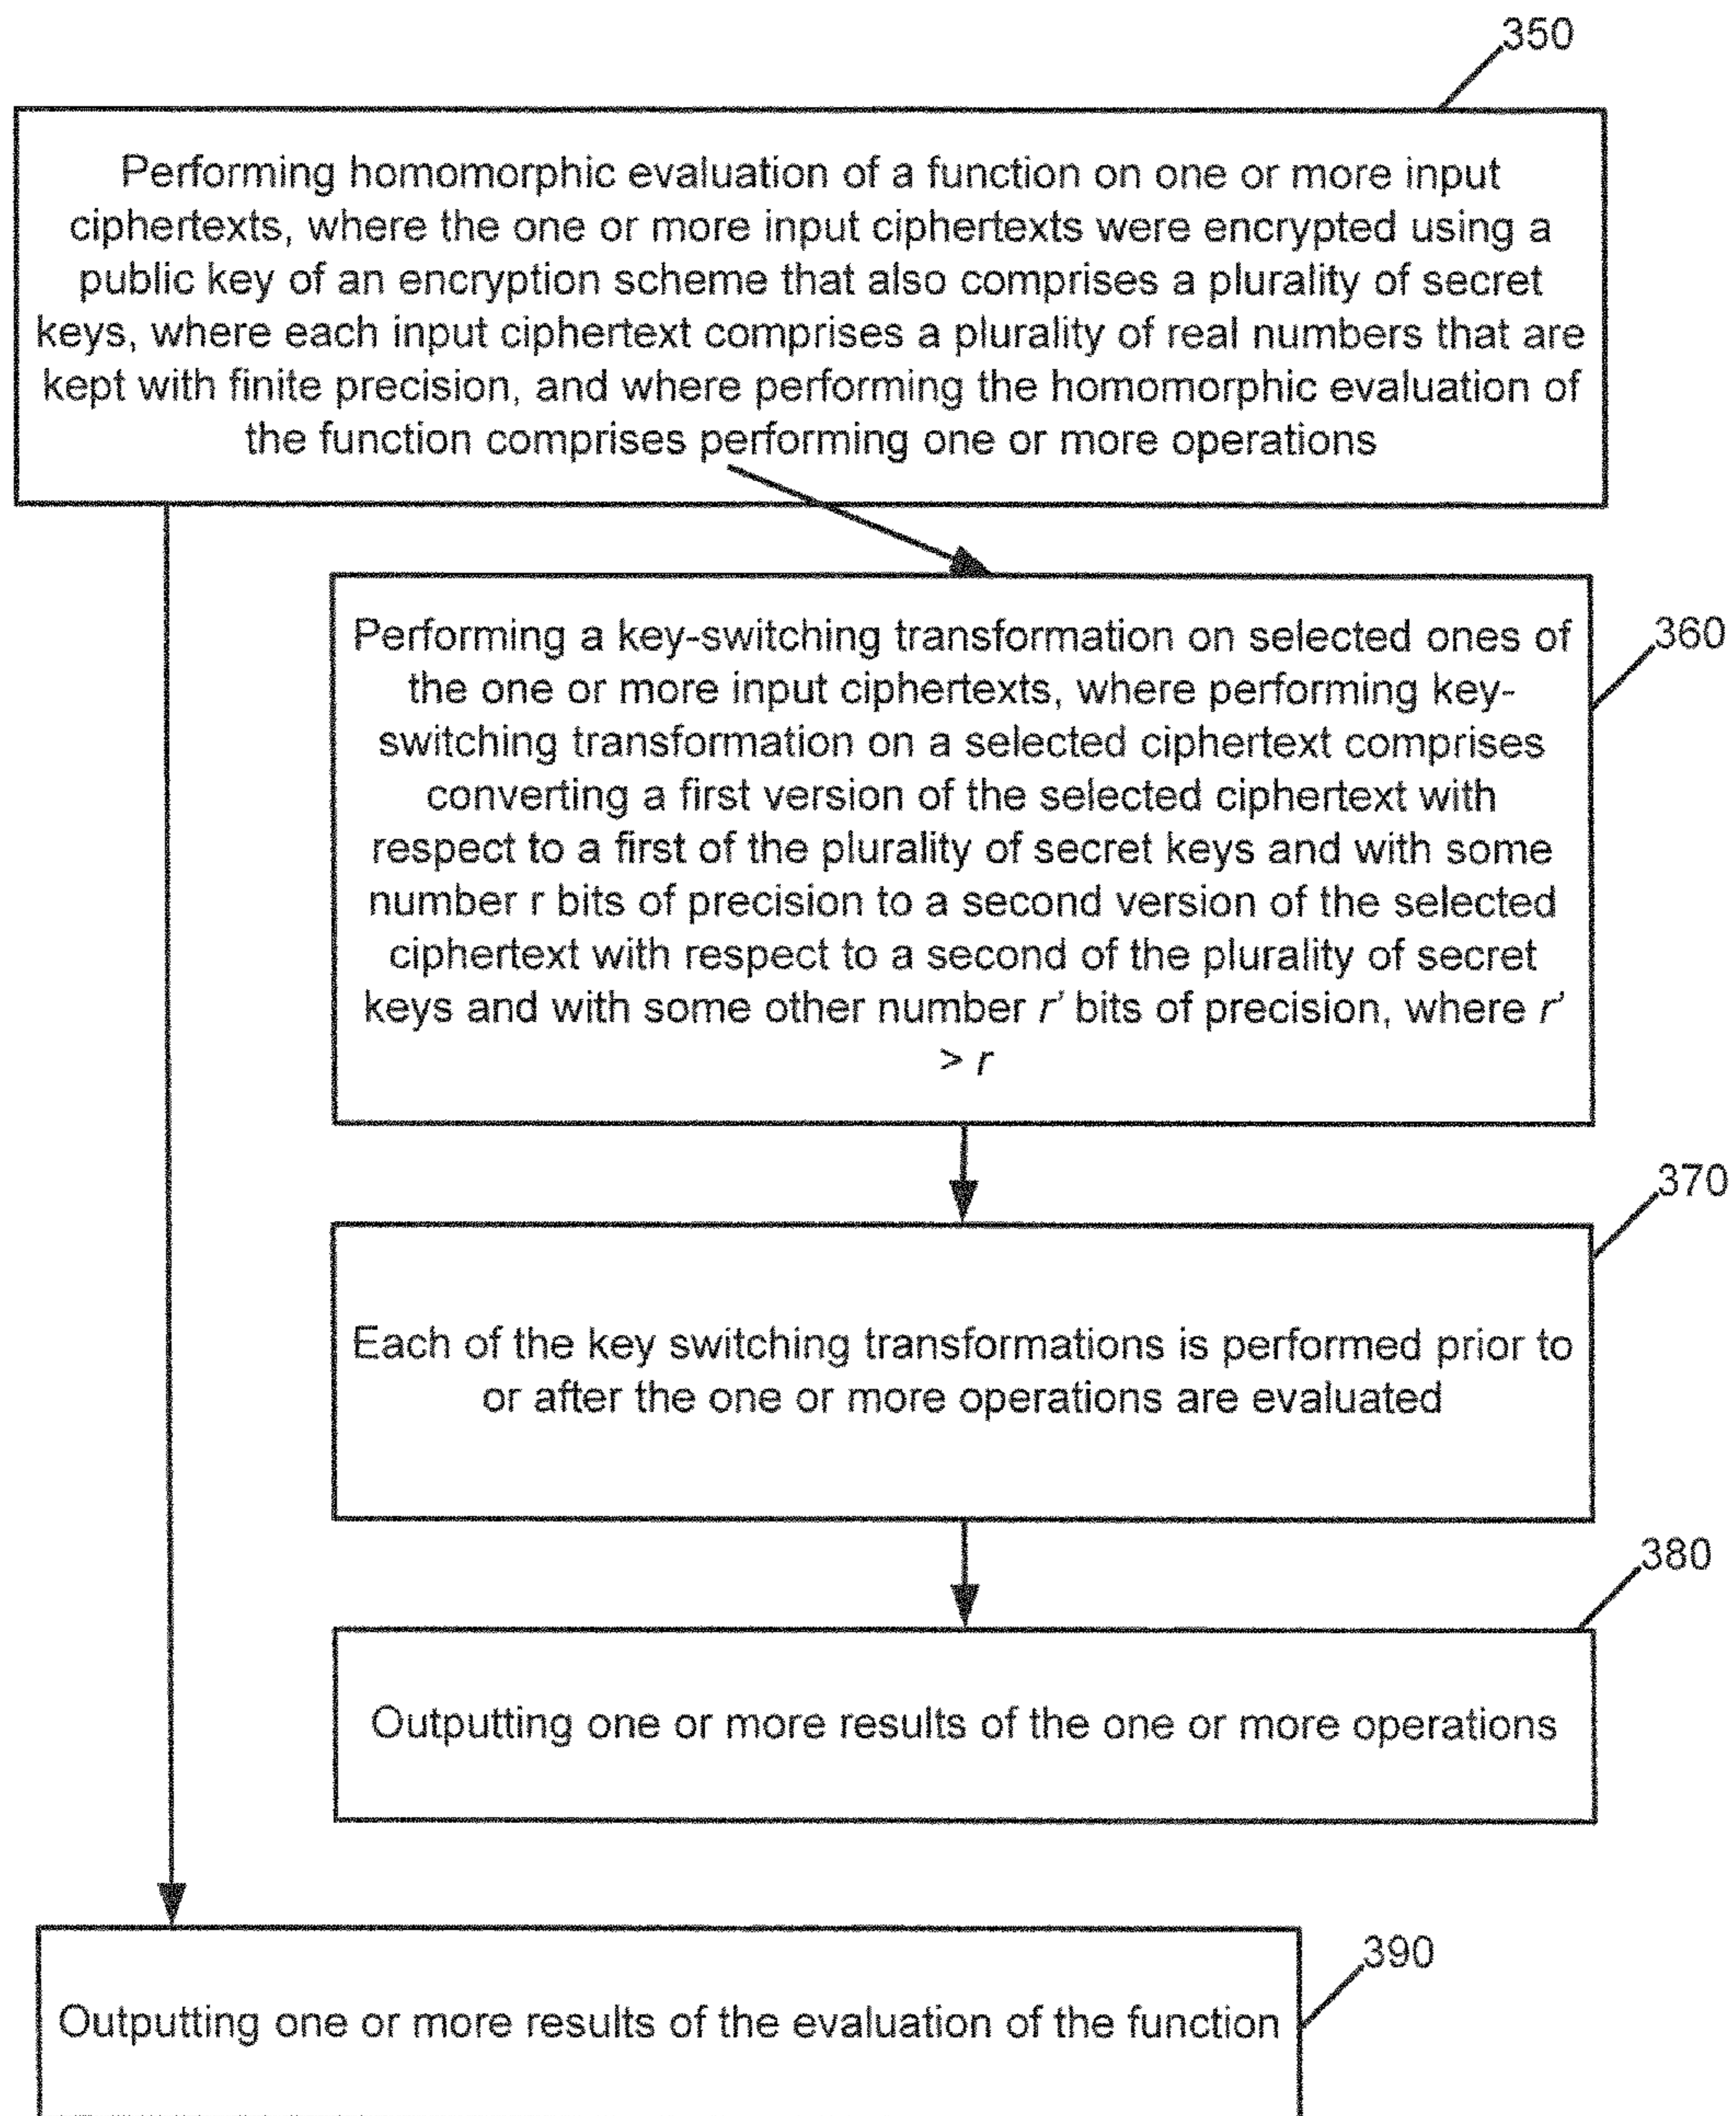 350
Performing homomorphic evaluation of a function on one or more input
ciphertexts, where the one or more input ciphertexts were encrypted using a
public key of an encryption scheme that also comprises a plurality of secret
keys, where each input ciphertext comprises a plurality of real numbers that are
kept with finite precision, and where performing the homomorphic evaluation of
the function comprises performing one or more operations
360
Performing a key-switching transformation on selected ones of
the one or more input ciphertexts, where performing key-
switching transformation on a selected ciphertext comprises
converting a first version of the selected ciphertext with
respect to a first of the plurality of secret keys and with some
number r bits of precision to a second version of the selected
ciphertext with respect to a second of the plurality of secret
keys and with some other number r' bits of precision, where r'
> r
370
Each of the key switching transformations is performed prior to
or after the one or more operations are evaluated
380
Outputting one or more results of the one or more operations
390
Outputting one or more results of the evaluation of the function